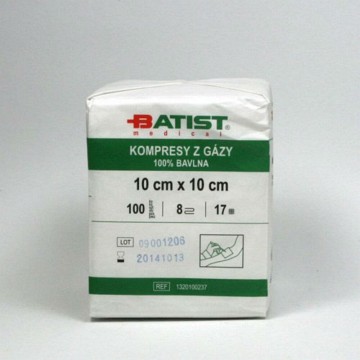 BATIST®
medical
KOMPRESY Z GÁZY
100% BAVLNA
10 cm x 10 cm
100 8 17
LOT 09001206
20141013
REF 1320100237